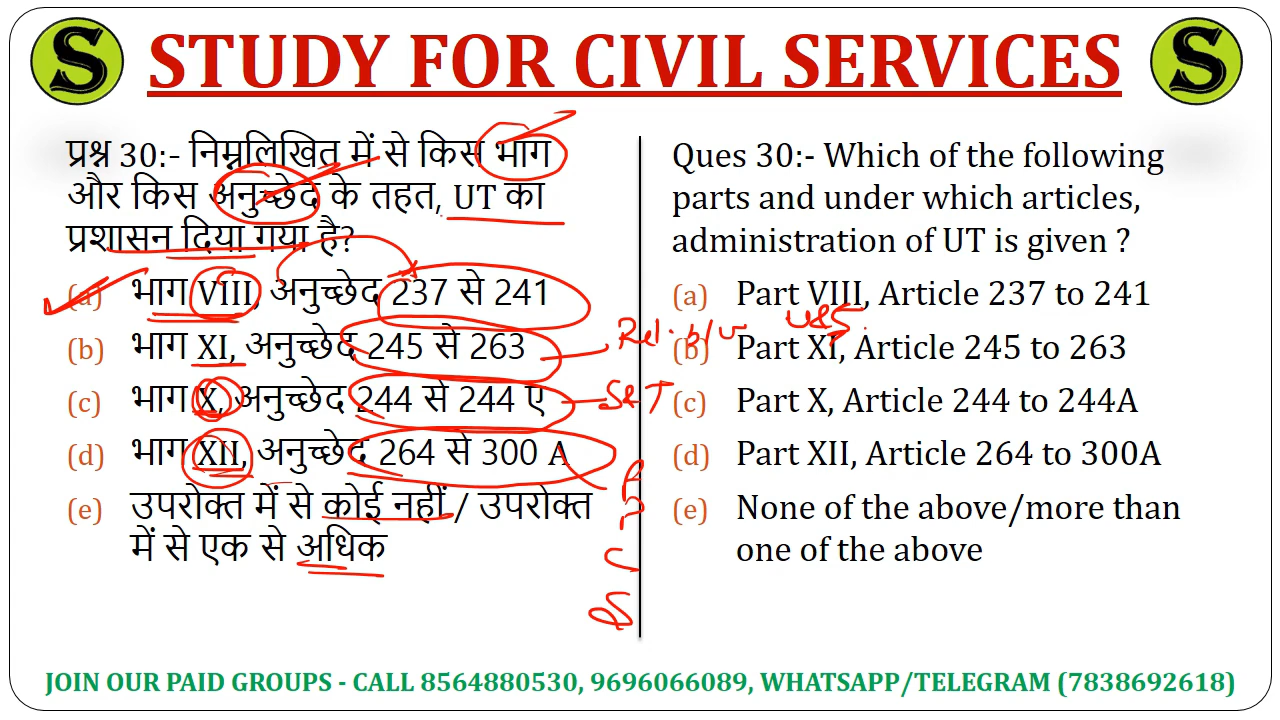 S
STUDY FOR CIVIL SERVICES
S
प्रश्न 30:- निम्नलिखित में से किस भाग
और किस अनुच्छेद के तहत, UT का
प्रशासन दिया गया है?
(a) भाग VIII, अनुच्छेद 237 से 241
(b) भाग XI, अनुच्छेद 245 से 263
(c) भाग X, अनुच्छेद 244 से 244 ए
(d) भाग XII, अनुच्छेद 264 से 300 A
(e) उपरोक्त में से कोई नहीं / उपरोक्त
में से एक से अधिक
Rel. b/w U&S.
S&T
F
P
C
S
Ques 30:- Which of the following
parts and under which articles,
administration of UT is given ?
(a) Part VIII, Article 237 to 241
(b) Part XI, Article 245 to 263
(c) Part X, Article 244 to 244A
(d) Part XII, Article 264 to 300A
(e) None of the above/more than
one of the above
JOIN OUR PAID GROUPS - CALL 8564880530, 9696066089, WHATSAPP/TELEGRAM (7838692618)